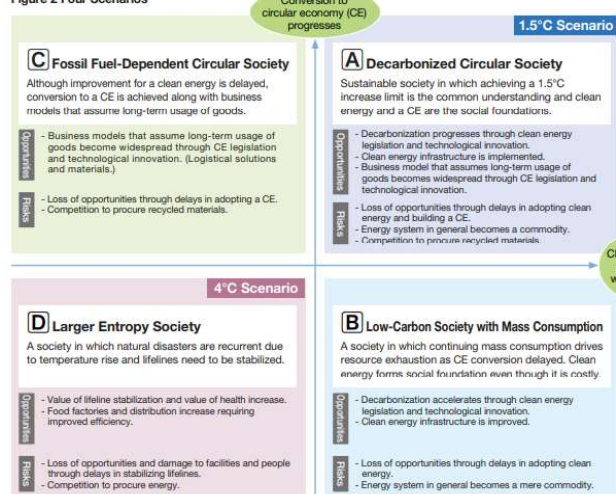 Figure 2 Four Scenarios
Conversion to
circular economy (CE)
progresses
1.5°C Scenario
C Fossil Fuel-Dependent Circular Society
Although improvement for a clean energy is delayed,
conversion to a CE is achieved along with business
models that assume long-term usage of goods.
Opportunities
- Business models that assume long-term usage of
goods become widespread through CE legislation
and technological innovation. (Logistical solutions
and materials.)
Risks
- Loss of opportunities through delays in adopting a CE.
- Competition to procure recycled materials.
A Decarbonized Circular Society
Sustainable society in which achieving a 1.5°C
increase limit is the common understanding and clean
energy and a CE are the social foundations.
Opportunities
- Decarbonization progresses through clean energy
legislation and technological innovation.
- Clean energy infrastructure is implemented.
- Business model that assumes long-term usage of
goods becomes widespread through CE legislation and
technological innovation.
Risks
- Loss of opportunities through delays in adopting clean
energy and building a CE.
- Energy system in general becomes a commodity.
- Competition to procure recycled materials.
4°C Scenario
D Larger Entropy Society
A society in which natural disasters are recurrent due
to temperature rise and lifelines need to be stabilized.
Opportunities
- Value of lifeline stabilization and value of health increase.
- Food factories and distribution increase requiring
improved efficiency.
Risks
- Loss of opportunities and damage to facilities and people
through delays in stabilizing lifelines.
- Competition to procure energy.
B Low-Carbon Society with Mass Consumption
A society in which continuing mass consumption drives
resource exhaustion as CE conversion delayed. Clean
energy forms social foundation even though it is costly.
Opportunities
- Decarbonization accelerates through clean energy
legislation and technological innovation.
- Clean energy infrastructure is improved.
Risks
- Loss of opportunities through delays in adopting clean
energy.
- Energy system in general becomes a mere commodity.